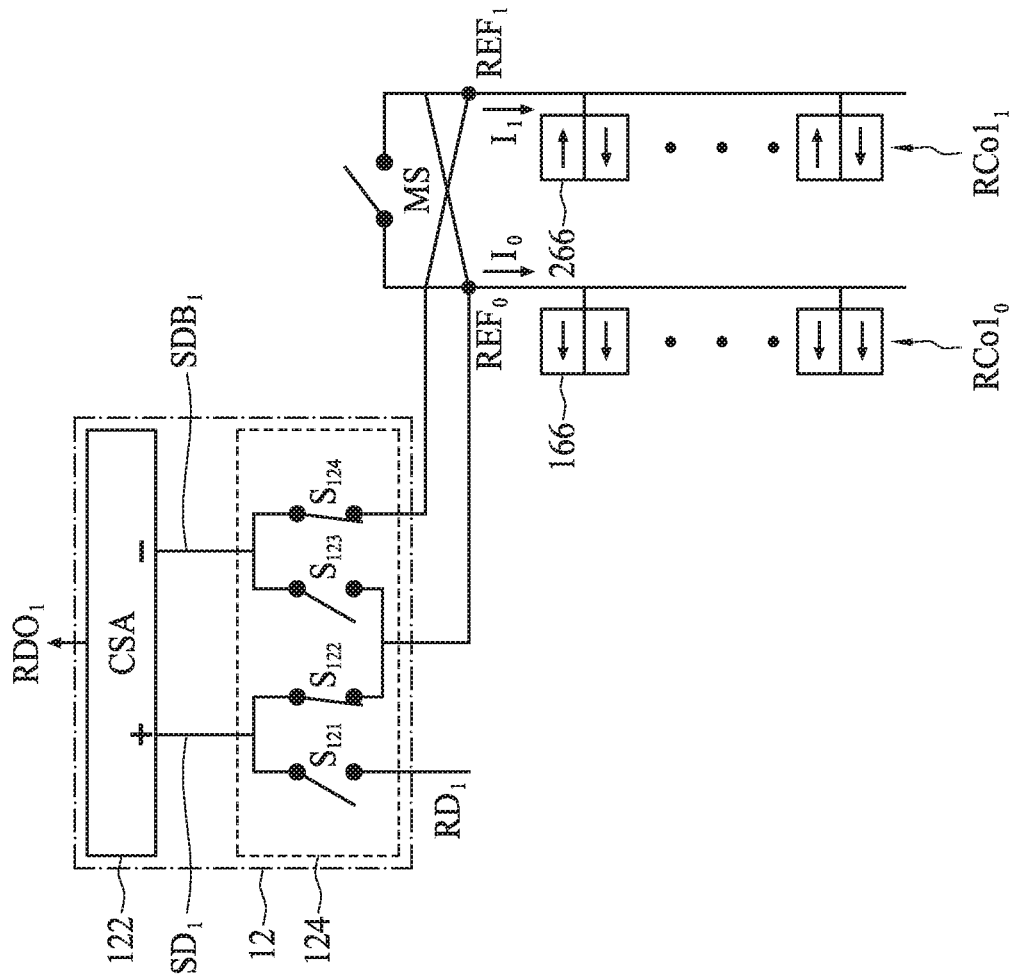 RDO₁
CSA
+
-
122
SD₁
SDB₁
S₁₂₁
S₁₂₂
S₁₂₃
S₁₂₄
12
124
RD₁
MS
REF₀
REF₁
I₀
I₁
166
266
RCol₀
RCol₁